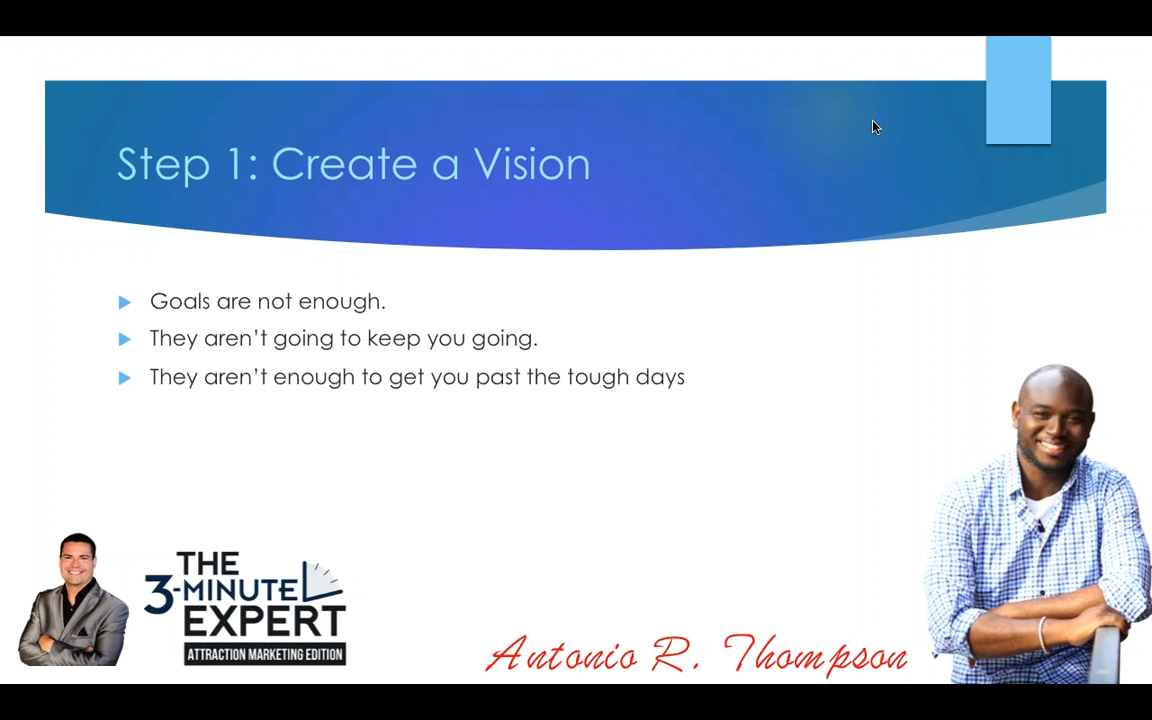 Step 1: Create a Vision
Goals are not enough.
They aren’t going to keep you going.
They aren’t enough to get you past the tough days
THE
3-MINUTE
EXPERT
ATTRACTION MARKETING EDITION
Antonio R. Thompson